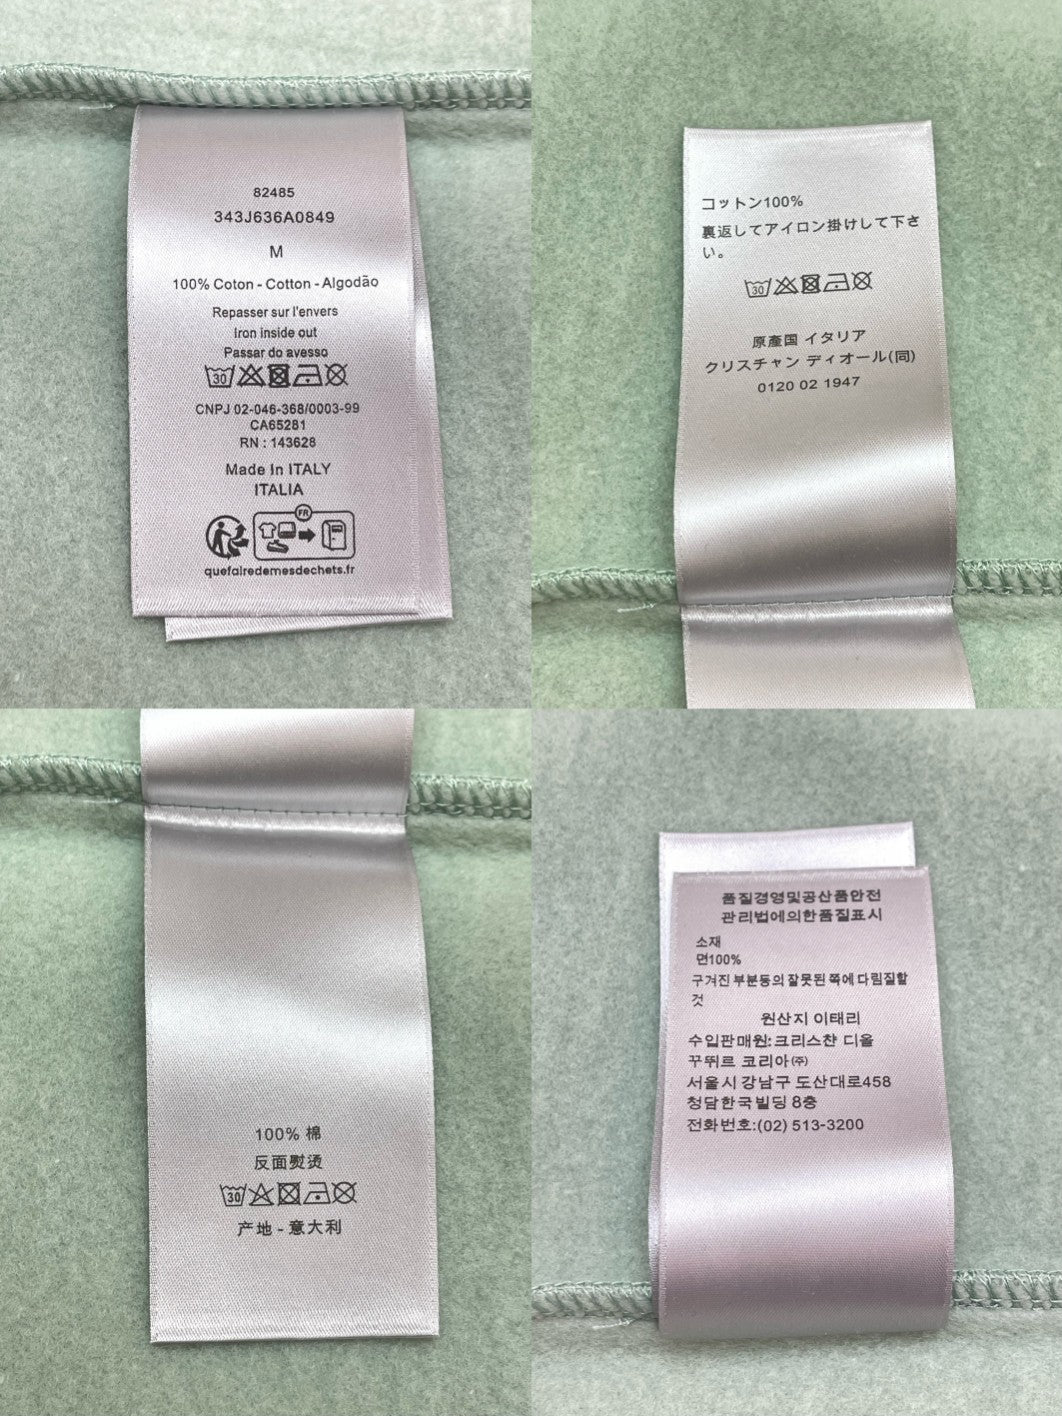 82485
343J636A0849
M
100% Coton - Cotton - Algodão
Repasser sur l'envers
Iron inside out
Passar do avesso
30
CNPJ 02-046-368/0003-99
CA65281
RN : 143628
Made In ITALY
ITALIA
FR
quefairedemesdechets.fr
コットン100%
裏返してアイロン掛けして下さ
い。
30
原産国 イタリア
クリスチャン ディオール(同)
0120 02 1947
100% 棉
反面熨烫
30
产地 - 意大利
품질경영및공산품안전
관리법에의한품질표시
소재
면100%
구겨진 부분등의 잘못된 쪽에 다림질할
것
원산지 이태리
수입판매원: 크리스챤 디올
꾸뛰르 코리아㈜
서울시 강남구 도산대로458
청담한국빌딩 8층
전화번호:(02) 513-3200